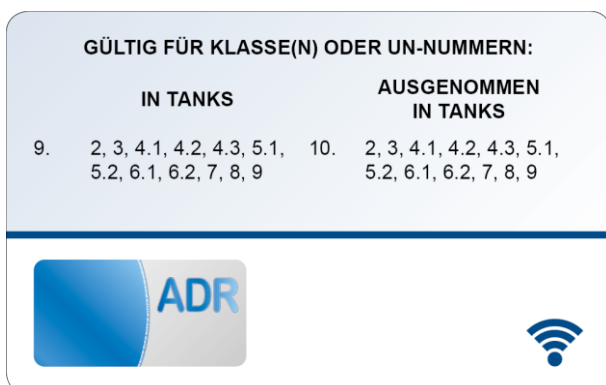 GÜLTIG FÜR KLASSE(N) ODER UN-NUMMERN:
IN TANKS
AUSGENOMMEN
IN TANKS
9. 2, 3, 4.1, 4.2, 4.3, 5.1,
5.2, 6.1, 6.2, 7, 8, 9
10. 2, 3, 4.1, 4.2, 4.3, 5.1,
5.2, 6.1, 6.2, 7, 8, 9
ADR